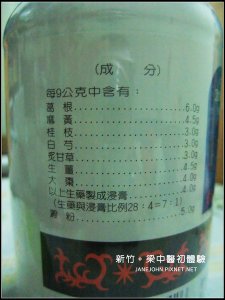 (成 分)
每9公克中含有：
葛根..................6.0g
麻黃..................4.5g
桂枝..................3.0g
白芍..................3.0g
炙甘草..................3.0g
生薑..................4.5g
大棗..................4.0g
以上生藥製成浸膏
(生藥與浸膏比例28：4=7：1)
澱粉..................5.0g
新竹。梁中醫初體驗
JANEJOHN.PIXNET.NET